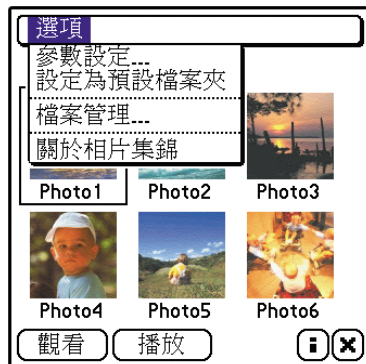 選項
參數設定...
設定為預設檔案夾
檔案管理...
關於相片集錦
Photo1 Photo2 Photo3
Photo4 Photo5 Photo6
觀看 播放 i x